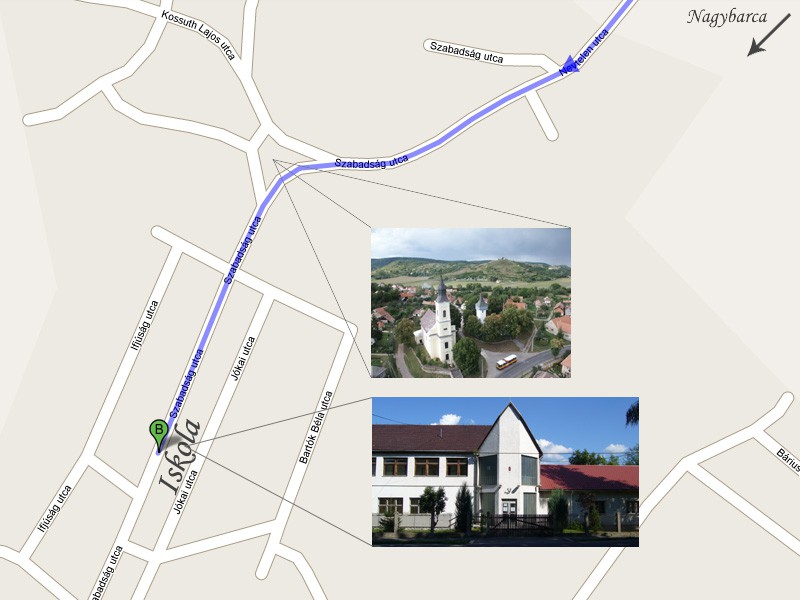 Nagybarca
Kossuth Lajos utca
Szabadság utca
Névtelen utca
Szabadság utca
Szabadság utca
Ifjúság utca
Jókai utca
Szabadság utca
Bartók Béla utca
B
Iskola
Jókai utca
Ifjúság utca
Szabadság utca